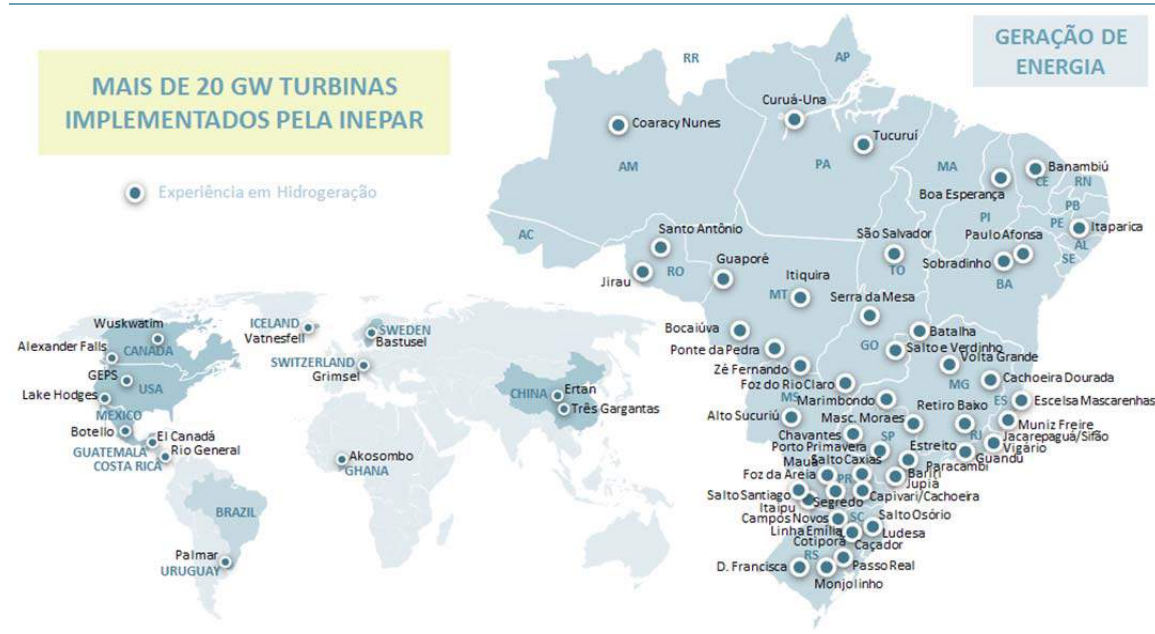 MAIS DE 20 GW TURBINAS
IMPLEMENTADOS PELA INEPAR
Experiência em Hidrogeração
GERAÇÃO DE
ENERGIA
RR
AP
Curuá-Una
Coaracy Nunes
Tucuruí
AM
PA
MA
Banambiú
CE
RN
Boa Esperança
PB
PI
PE
Itaparica
AC
Santo Antônio
São Salvador
Paulo Afonsa
AL
SE
Jirau
RO
Guaporé
TO
Sobradinho
BA
Itiquira
MT
Serra da Mesa
Bocaiúva
Batalha
GO
Salto e Verdinho
Ponte da Pedra
Volta Grande
Zé Fernando
MG
Cachoeira Dourada
Foz do Rio Claro
MS
ES
Escelsa Mascarenhas
Marimbondo
Retiro Baixo
Alto Sucuriú
Masc. Moraes
Muniz Freire
RJ
Chavantes
SP
Jacarepaguá/Sifão
Porto Primavera
Estreito
Vigário
Guandu
Mauá
Salto Caxias
Paracambi
Foz da Areia
PR
Bariri
Jupia
Salto Santiago
Capivari/Cachoeira
Itaipu
Segredo
Campos Novos
SC
Salto Osório
Linha Emília
Ludesa
Cotiporã
Caçador
RS
D. Francisca
Passo Real
Monjolinho
Wuskwatim
ICELAND
Vatnesfell
SWEDEN
Bastusel
Alexander Falls
CANADA
SWITZERLAND
Grimsel
GEPS
USA
CHINA
Ertan
Lake Hodges
Três Gargantas
MEXICO
Botello
El Canadá
GUATEMALA
Rio General
COSTA RICA
Akosombo
GHANA
BRAZIL
Palmar
URUGUAY